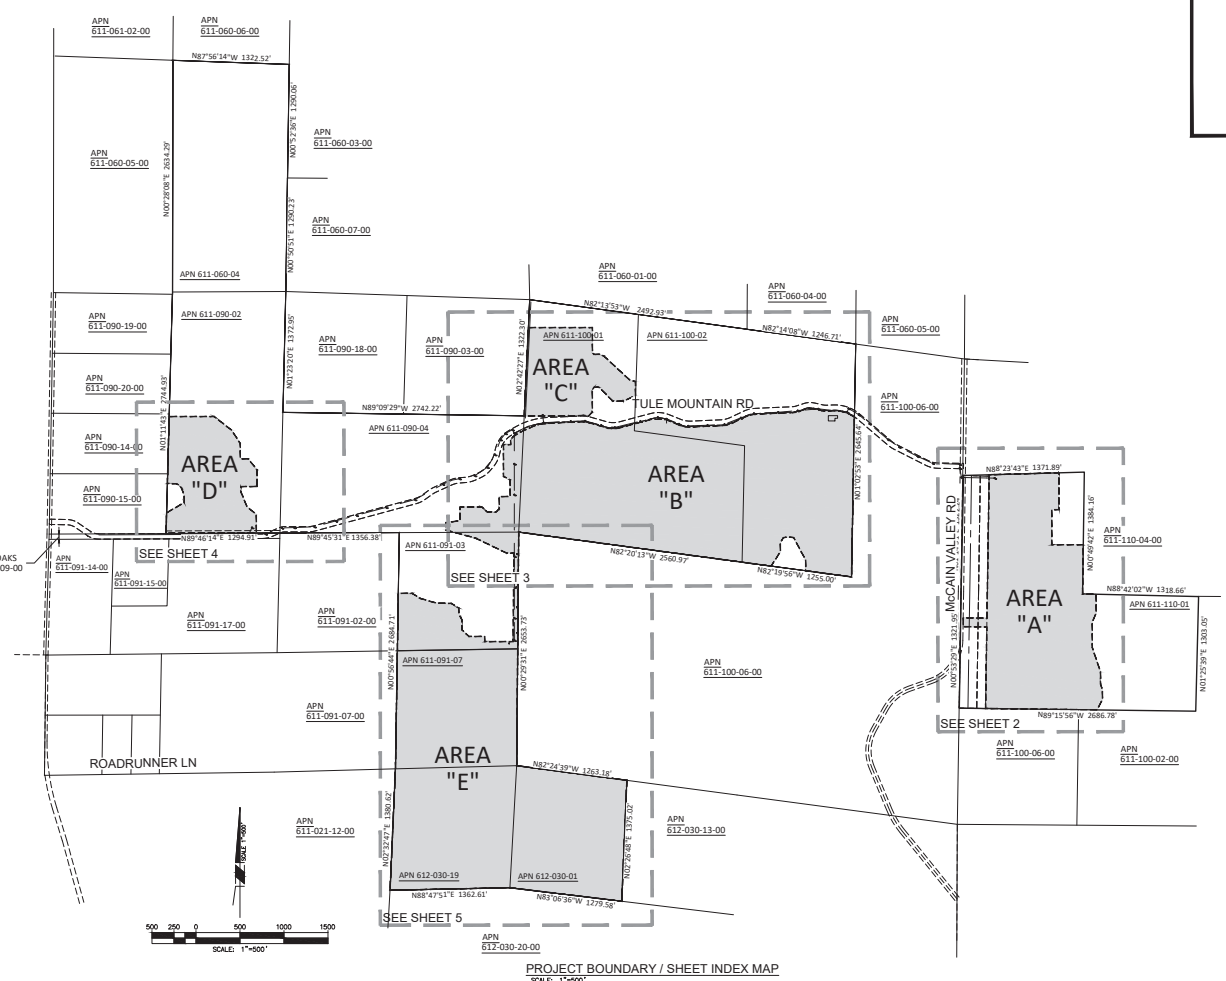 APN
611-061-02-00
APN
611-060-06-00
N87°56'14"W 1322.52'
N00°52'36"E 1290.06'
APN
611-060-03-00
APN
611-060-05-00
N00°28'08"E 2634.29'
APN
611-060-07-00
N00°50'51"E 1290.23'
APN 611-060-04
APN
611-060-01-00
APN
611-060-04-00
APN
611-060-05-00
APN
611-090-19-00
APN 611-090-02
N01°23'20"E 1372.95'
APN
611-090-18-00
APN
611-090-03-00
N82°13'53"W 2492.93'
N82°14'08"W 1246.71'
N02°42'27"E 1322.30'
APN 611-100-01
APN 611-100-02
APN
611-090-20-00
N01°11'43"E 2744.93'
AREA
"C"
TULE MOUNTAIN RD
N89°09'29"W 2742.22'
APN 611-090-04
APN
611-100-06-00
APN
611-090-14-00
AREA
"D"
AREA
"B"
N01°02'53"E 2645.64'
N88°23'43"E 1371.89'
APN
611-090-15-00
McCAIN VALLEY RD
N00°49'42"E 1384.16'
APN
611-110-04-00
N89°46'14"E 1294.91'
N89°45'31"E 1356.38'
APN 611-091-03
SEE SHEET 4
OAKS
09-00
APN
611-091-14-00
APN
611-091-15-00
SEE SHEET 3
N82°20'13"W 2560.97'
N82°19'56"W 1255.00'
N88°42'02"W 1318.66'
APN 611-110-01
AREA
"A"
APN
611-091-17-00
APN
611-091-02-00
N00°56'44"E 2684.71'
N00°29'31"E 2653.73'
N00°53'29"E 1321.95'
N01°25'39"E 1303.05'
APN 611-091-07
APN
611-100-06-00
APN
611-091-07-00
N89°15'56"W 2686.78'
SEE SHEET 2
APN
611-100-06-00
APN
611-100-02-00
ROADRUNNER LN
AREA
"E"
N82°24'39"W 1263.18'
N02°32'47"E 1380.62'
N02°26'48"E 1375.02'
APN
611-021-12-00
APN
612-030-13-00
SCALE 1"=500'
APN 612-030-19
APN 612-030-01
N88°47'51"E 1362.61'
N83°06'36"W 1279.58'
SEE SHEET 5
500 250 0 500 1000 1500
SCALE: 1"=500'
APN
612-030-20-00
PROJECT BOUNDARY / SHEET INDEX MAP
SCALE: 1"=500'